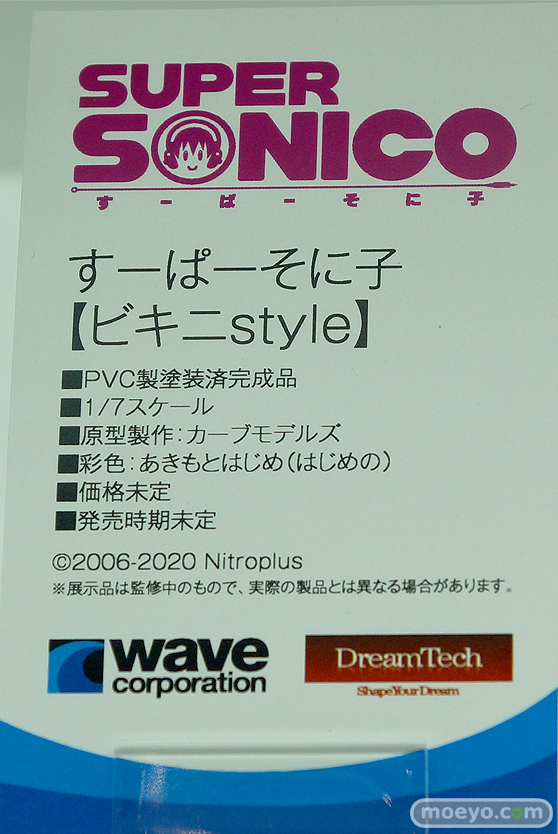 SUPER
SONICO
すーぱーそに子
すーぱーそに子
【ビキニstyle】
■PVC製塗装済完成品
■1/7スケール
■原型製作：カーブモデルズ
■彩色：あきもとはじめ（はじめの）
■価格未定
■発売時期未定
©2006-2020 Nitroplus
※展示品は監修中のもので、実際の製品とは異なる場合があります。
wave
corporation
DreamTech
ShapeYourDream
moeyo.com